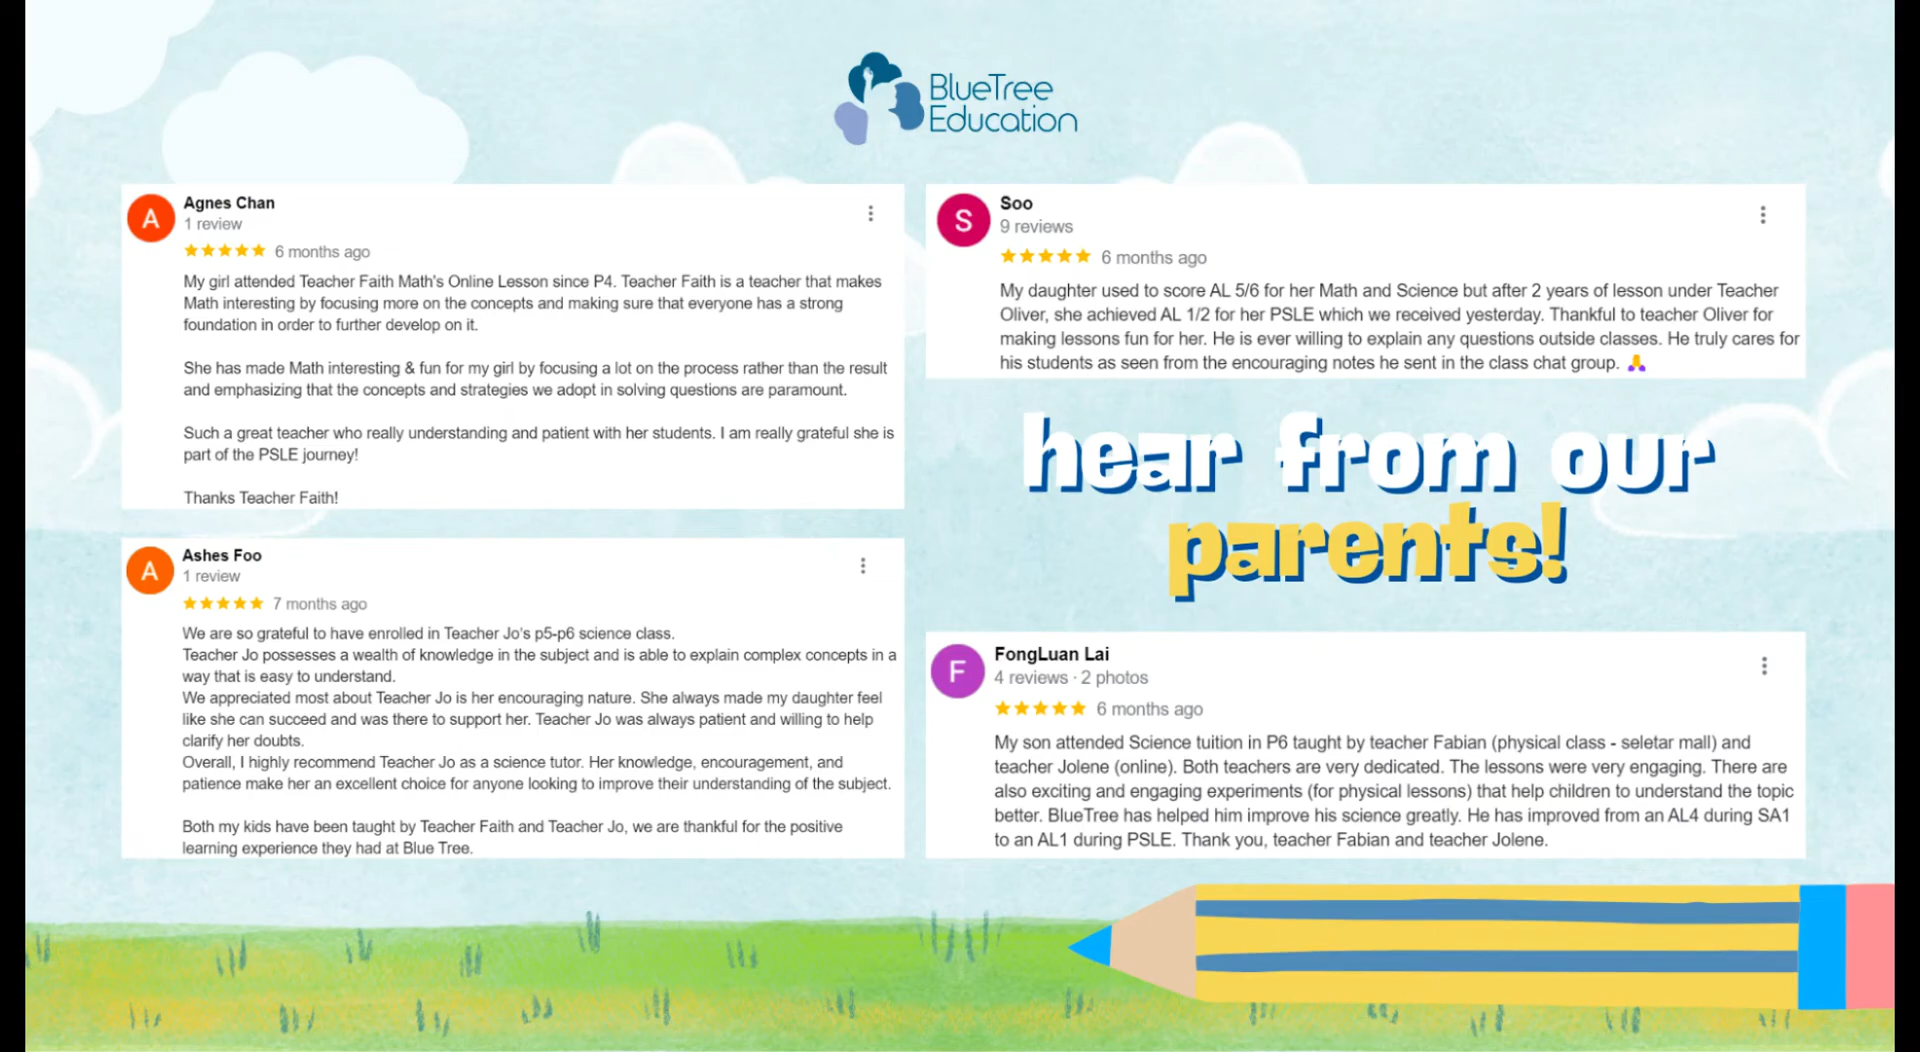 BlueTree
Education
A
Agnes Chan
1 review
6 months ago
My girl attended Teacher Faith Math's Online Lesson since P4. Teacher Faith is a teacher that makes
Math interesting by focusing more on the concepts and making sure that everyone has a strong
foundation in order to further develop on it.
She has made Math interesting & fun for my girl by focusing a lot on the process rather than the result
and emphasizing that the concepts and strategies we adopt in solving questions are paramount.
Such a great teacher who really understanding and patient with her students. I am really grateful she is
part of the PSLE journey!
Thanks Teacher Faith!
S
Soo
9 reviews
6 months ago
My daughter used to score AL 5/6 for her Math and Science but after 2 years of lesson under Teacher
Oliver, she achieved AL 1/2 for her PSLE which we received yesterday. Thankful to teacher Oliver for
making lessons fun for her. He is ever willing to explain any questions outside classes. He truly cares for
his students as seen from the encouraging notes he sent in the class chat group. 🙏
hear from our
parents!
A
Ashes Foo
1 review
7 months ago
We are so grateful to have enrolled in Teacher Jo's p5-p6 science class.
Teacher Jo possesses a wealth of knowledge in the subject and is able to explain complex concepts in a
way that is easy to understand.
We appreciated most about Teacher Jo is her encouraging nature. She always made my daughter feel
like she can succeed and was there to support her. Teacher Jo was always patient and willing to help
clarify her doubts.
Overall, I highly recommend Teacher Jo as a science tutor. Her knowledge, encouragement, and
patience make her an excellent choice for anyone looking to improve their understanding of the subject.
Both my kids have been taught by Teacher Faith and Teacher Jo, we are thankful for the positive
learning experience they had at Blue Tree.
F
FongLuan Lai
4 reviews · 2 photos
6 months ago
My son attended Science tuition in P6 taught by teacher Fabian (physical class - seletar mall) and
teacher Jolene (online). Both teachers are very dedicated. The lessons were very engaging. There are
also exciting and engaging experiments (for physical lessons) that help children to understand the topic
better. BlueTree has helped him improve his science greatly. He has improved from an AL4 during SA1
to an AL1 during PSLE. Thank you, teacher Fabian and teacher Jolene.